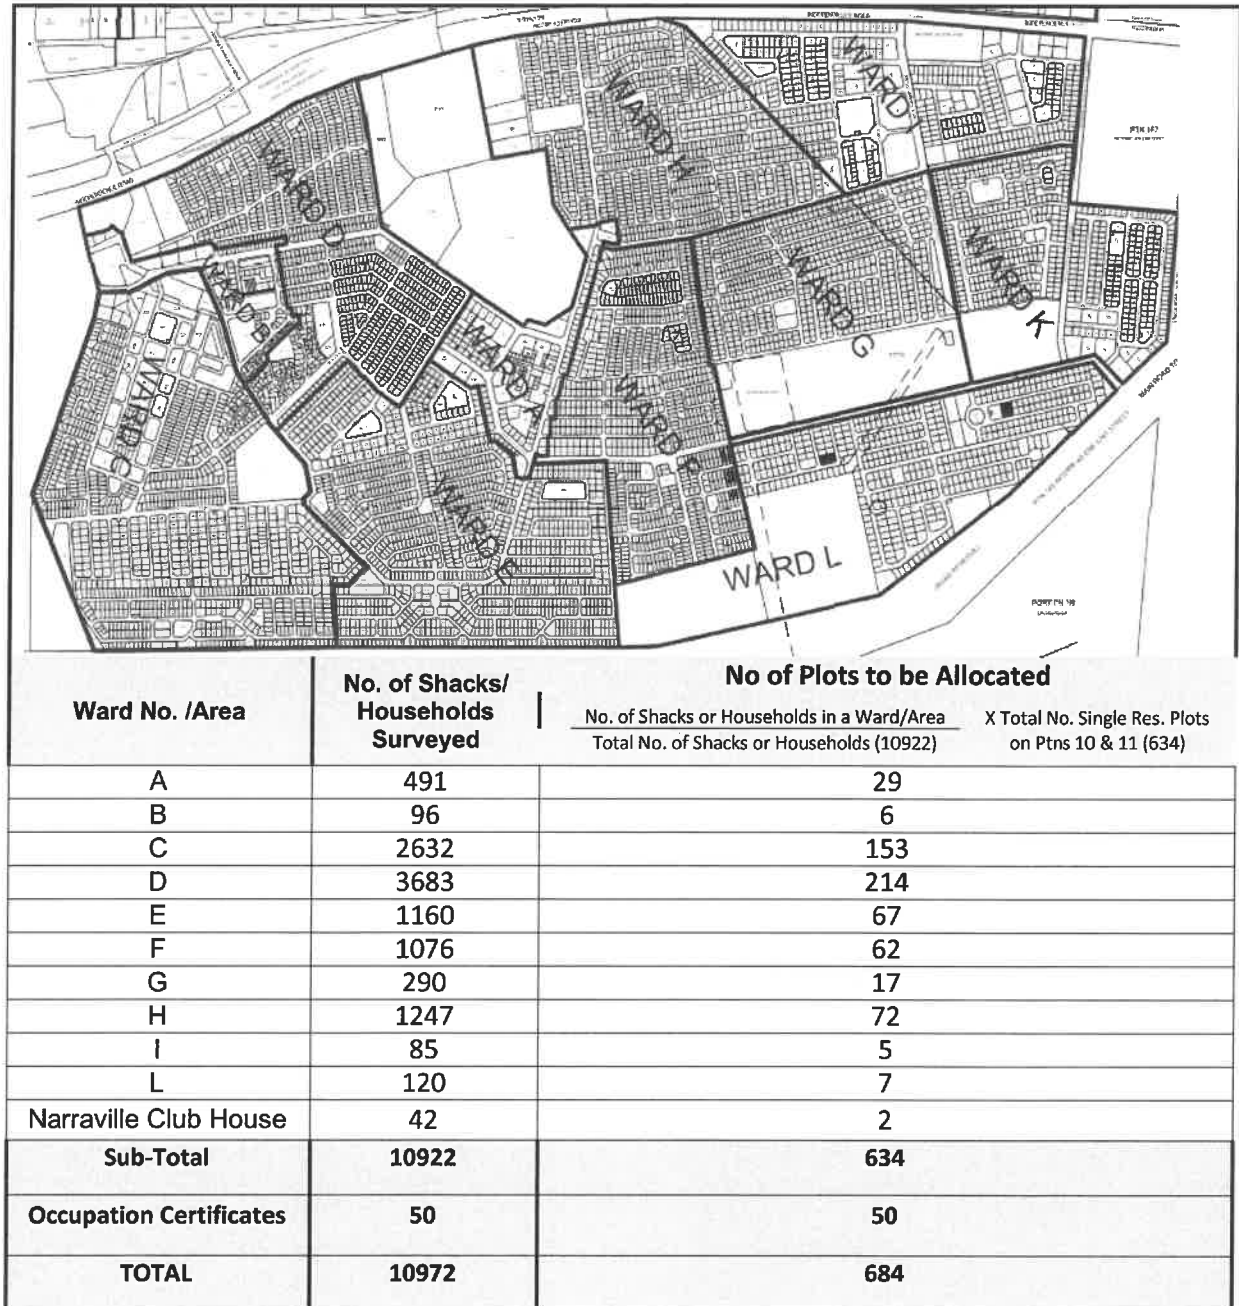 WARD D
WARD H
WARD I
WARD B
WARD C
WARD A
WARD G
WARD K
WARD F
WARD E
WARD L
Ward No. /Area
No. of Shacks/
Households
Surveyed
No of Plots to be Allocated
No. of Shacks or Households in a Ward/Area X Total No. Single Res. Plots
Total No. of Shacks or Households (10922) on Ptns 10 & 11 (634)
A 491 29
B 96 6
C 2632 153
D 3683 214
E 1160 67
F 1076 62
G 290 17
H 1247 72
I 85 5
L 120 7
Narraville Club House 42 2
Sub-Total 10922 634
Occupation Certificates 50 50
TOTAL 10972 684